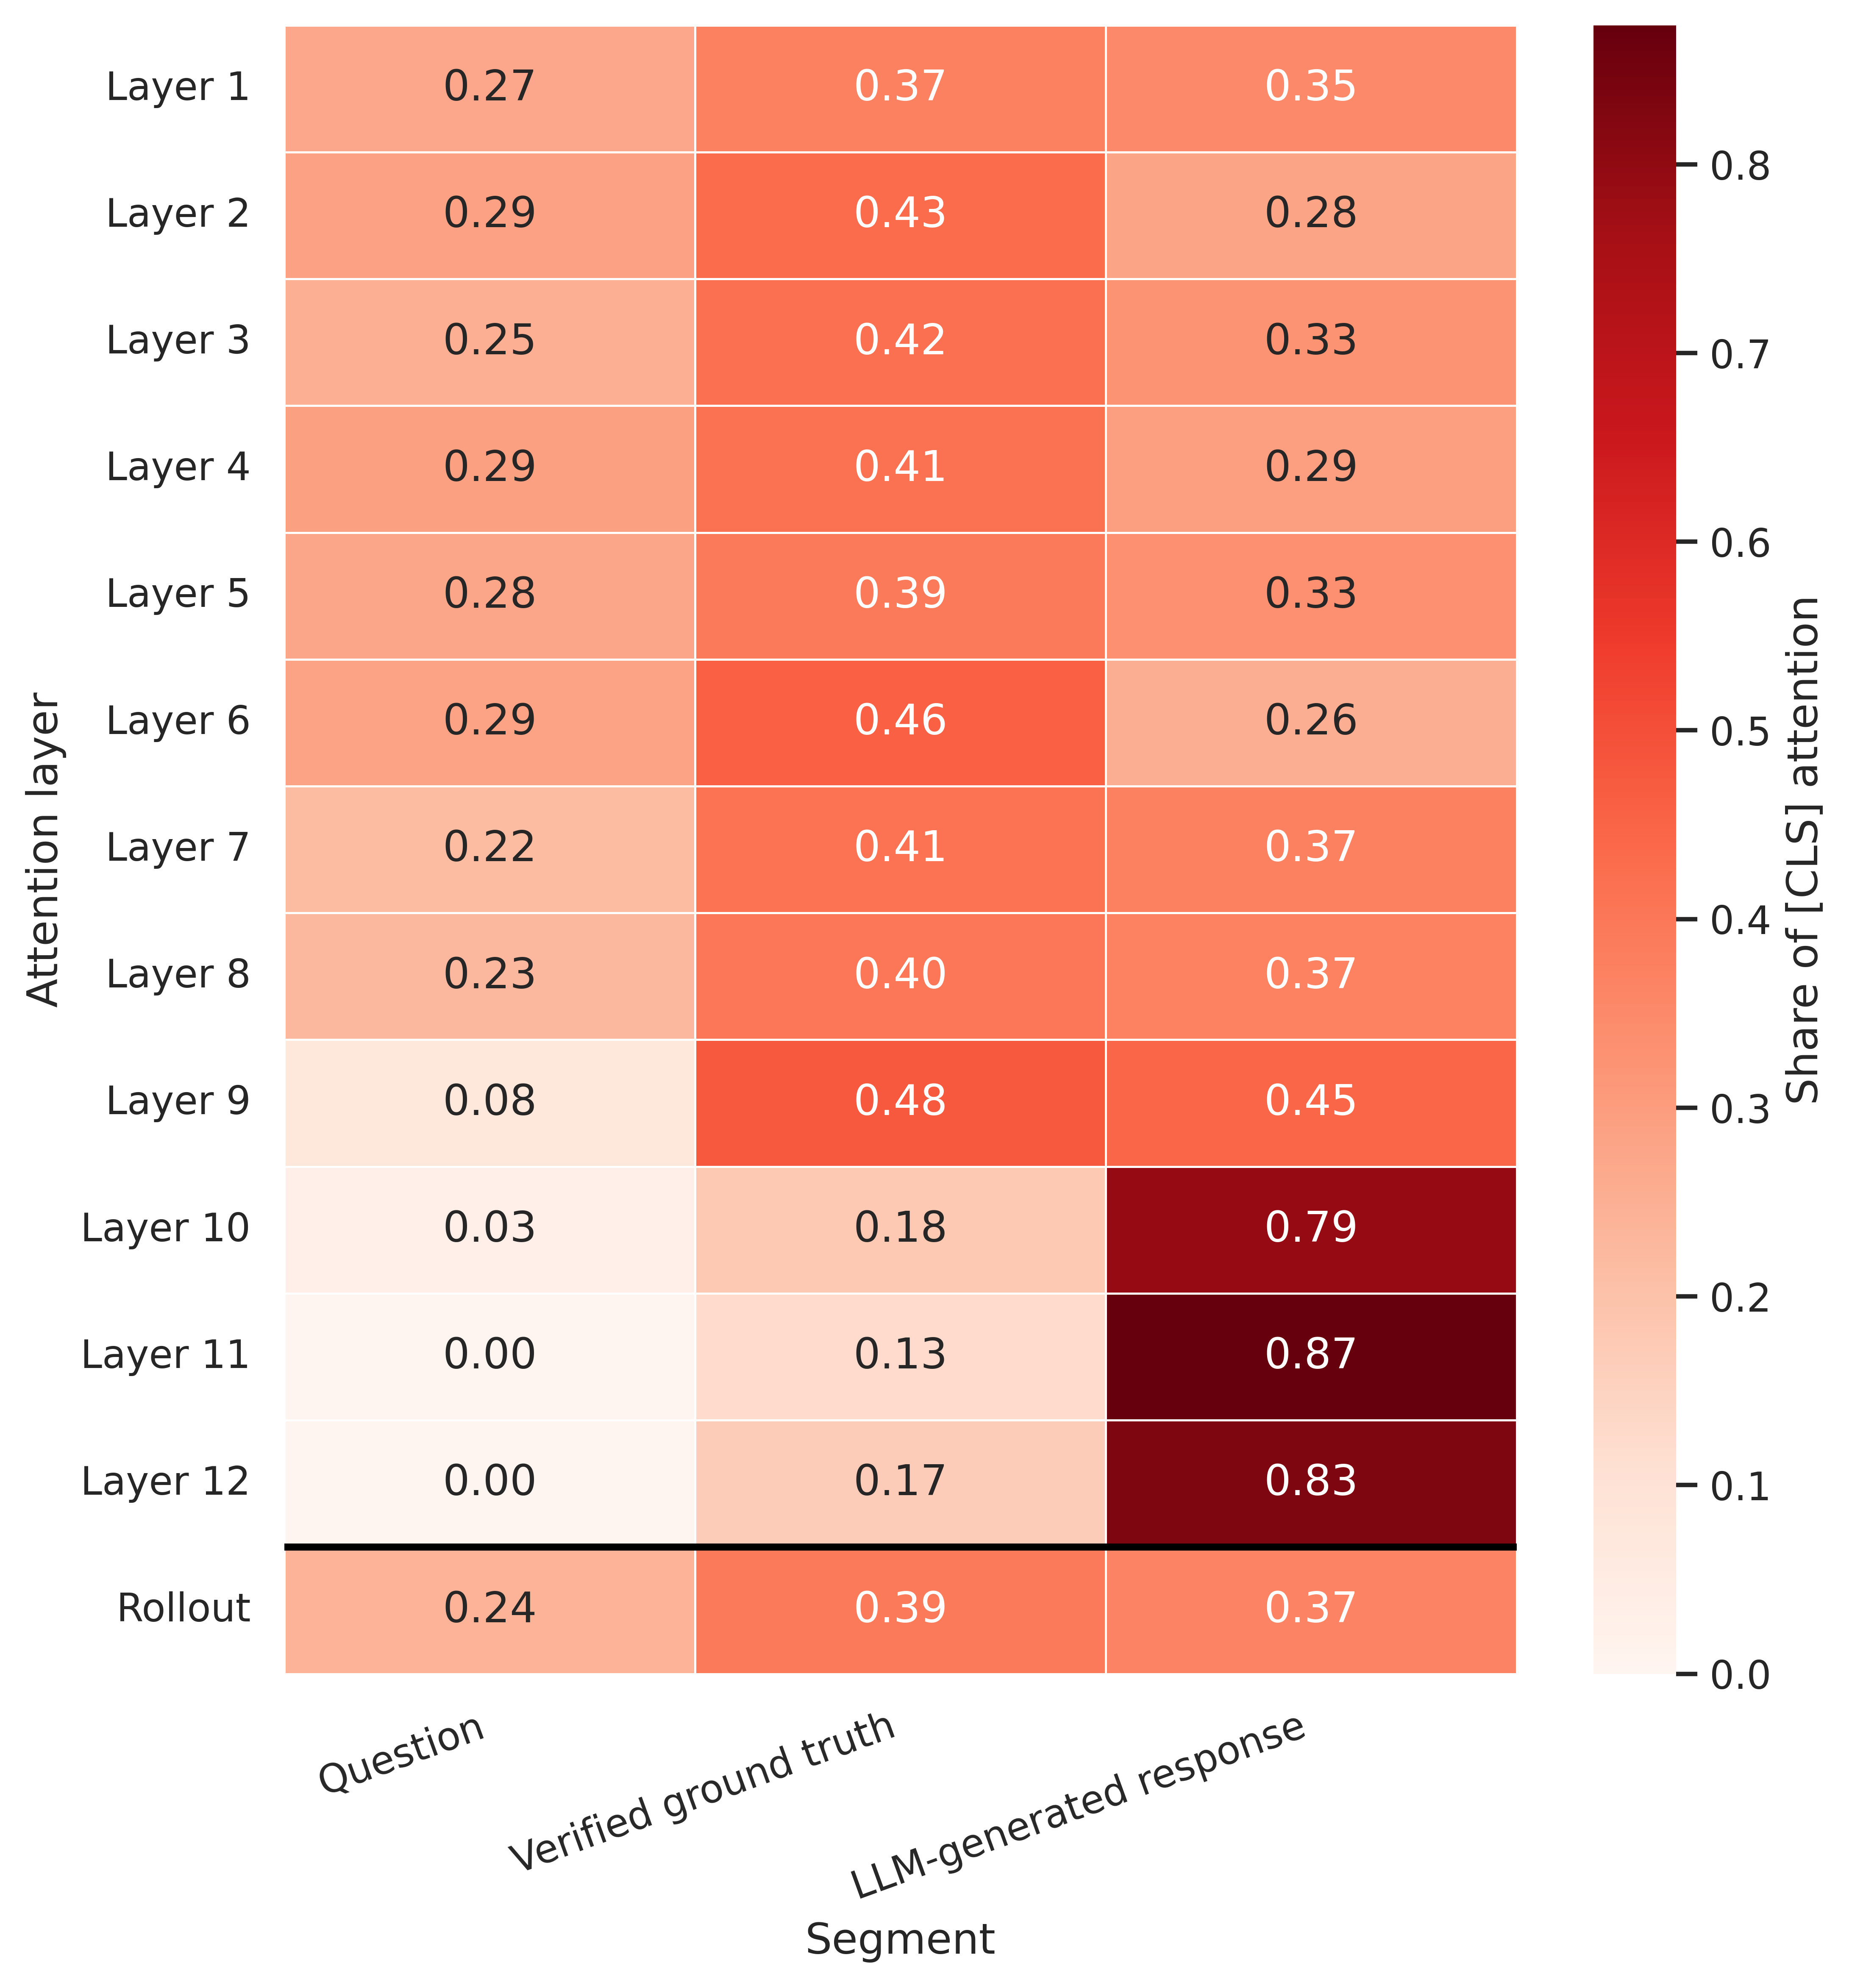 Layer 1 0.27 0.37 0.35
Layer 2 0.29 0.43 0.28
Layer 3 0.25 0.42 0.33
Layer 4 0.29 0.41 0.29
Layer 5 0.28 0.39 0.33
Layer 6 0.29 0.46 0.26
Layer 7 0.22 0.41 0.37
Layer 8 0.23 0.40 0.37
Layer 9 0.08 0.48 0.45
Layer 10 0.03 0.18 0.79
Layer 11 0.00 0.13 0.87
Layer 12 0.00 0.17 0.83
Rollout 0.24 0.39 0.37
Attention layer
Question
Verified ground truth
LLM-generated response
Segment
0.8
0.7
0.6
0.5
0.4
0.3
0.2
0.1
0.0
Share of [CLS] attention